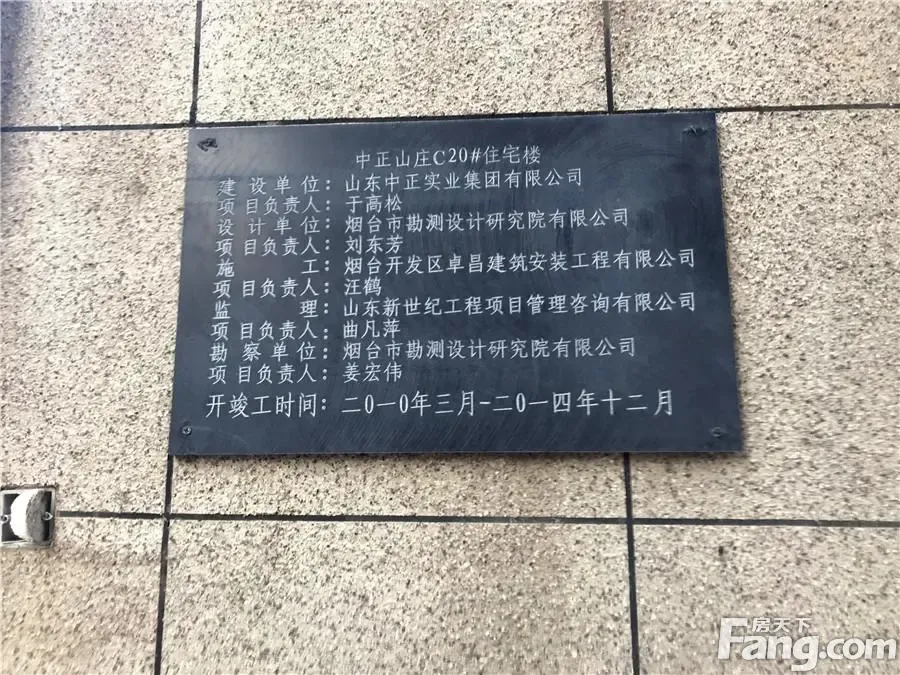 中正山庄C20#住宅楼
建设单位：山东中正实业集团有限公司
项目负责人：于高松
设计单位：烟台市勘测设计研究院有限公司
项目负责人：刘东芳
施工：烟台开发区卓昌建筑安装工程有限公司
项目负责人：汪鹤
监理：山东新世纪工程项目管理咨询有限公司
项目负责人：曲凡萍
勘察单位：烟台市勘测设计研究院有限公司
项目负责人：姜宏伟
开竣工时间：二〇一〇年三月-二〇一四年十二月
房天下
Fang.com